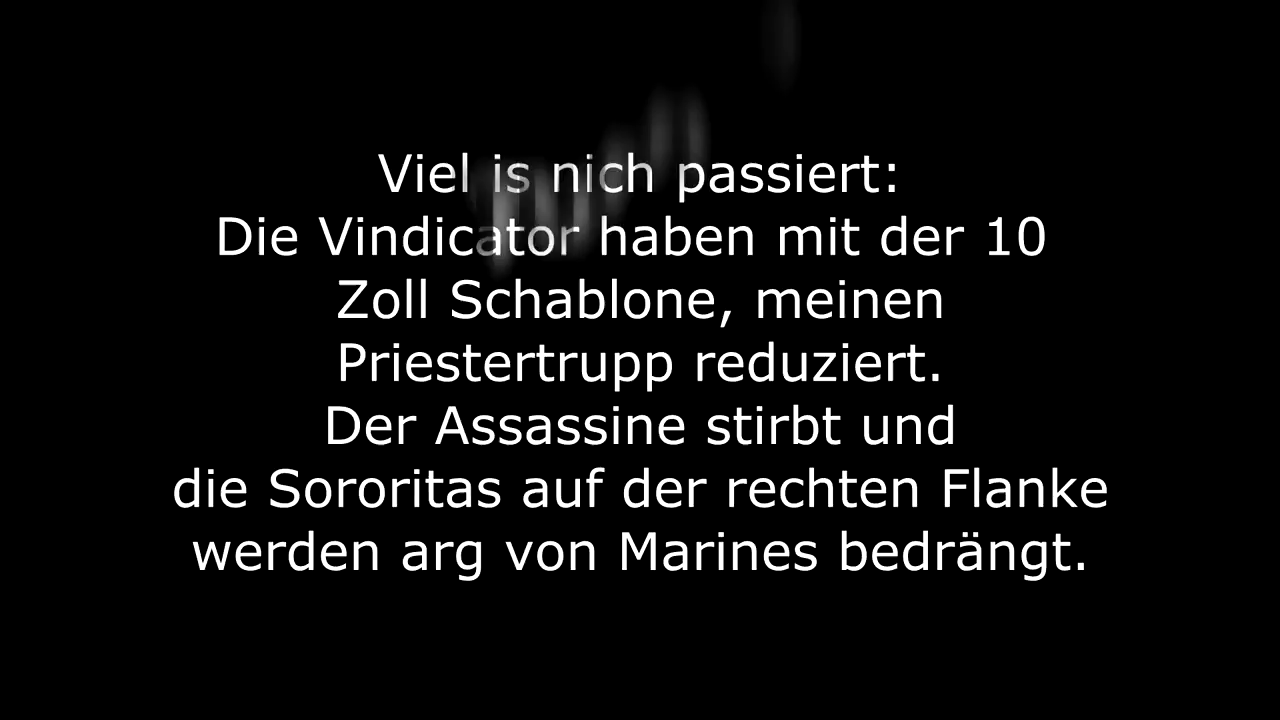 Viel is nich passiert:
Die Vindicator haben mit der 10
Zoll Schablone, meinen
Priestertrupp reduziert.
Der Assassine stirbt und
die Sororitas auf der rechten Flanke
werden arg von Marines bedrängt.